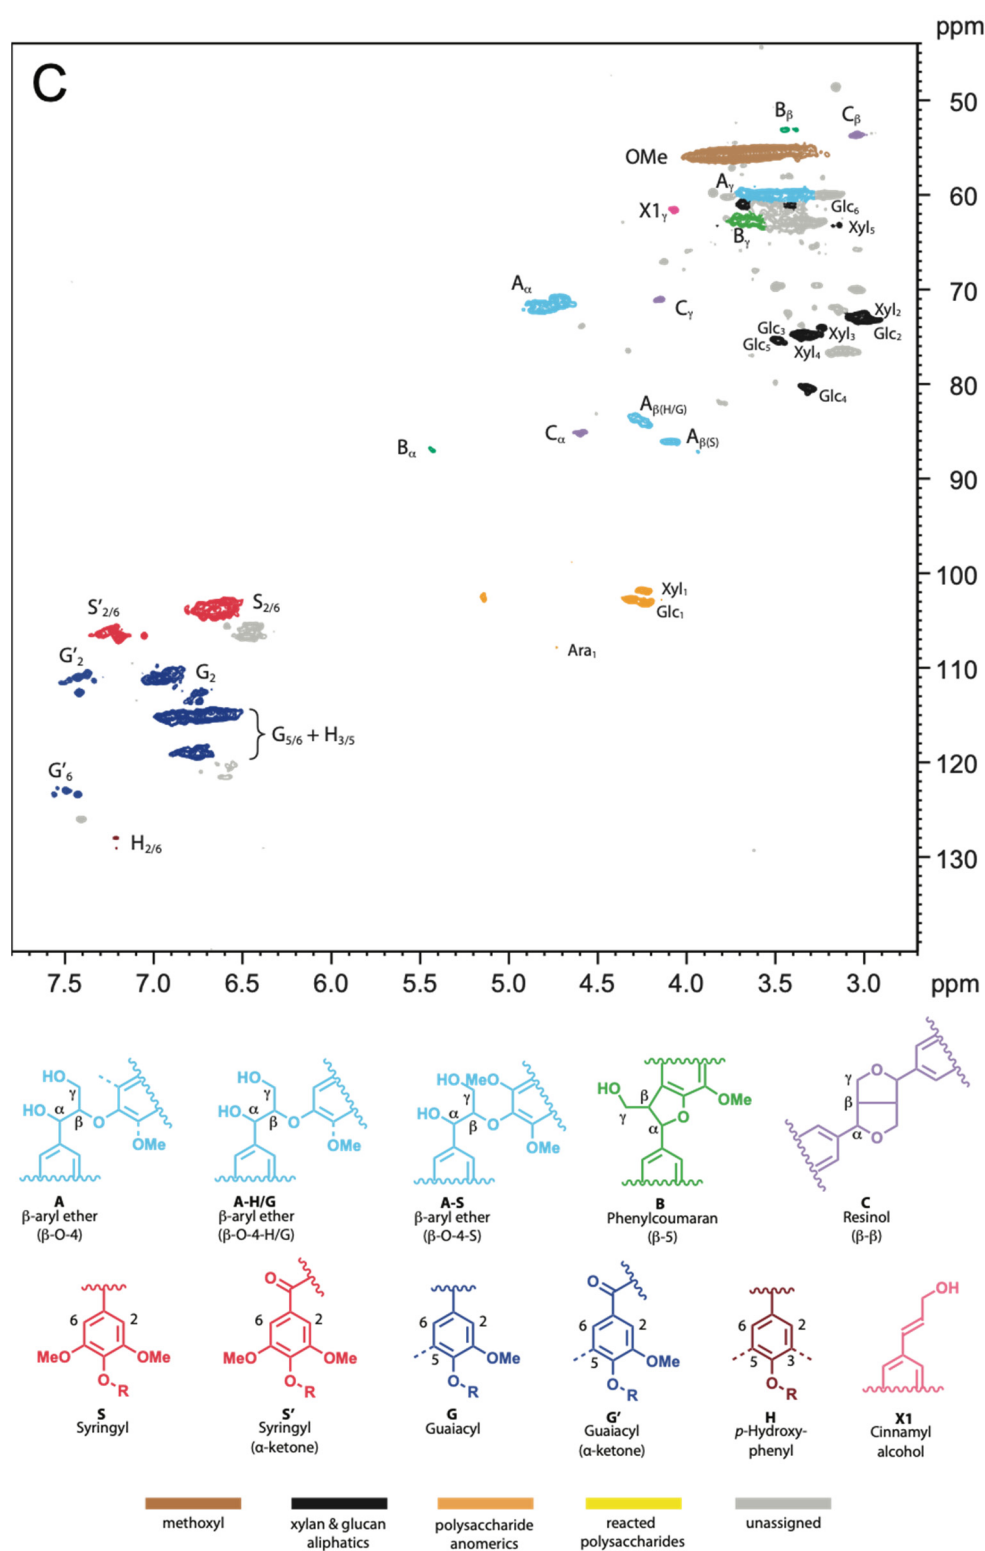 ppm
C
50
Bβ
Cβ
OMe
60
Aγ
X1γ
Glc₆
Xyl₅
Bγ
70
Aα
Cγ
Xyl₂
Glc₃
Xyl₃
Glc₂
Glc₅
Xyl₄
80
Glc₄
Aβ(H/G)
Cα
Aβ(S)
Bα
90
100
Xyl₁
S'2/6
S2/6
Glc₁
Ara₁
G'2
G2
110
G5/6 + H3/5
G'6
120
H2/6
130
7.5 7.0 6.5 6.0 5.5 5.0 4.5 4.0 3.5 3.0 ppm
HO γ
HO α
β O
OMe
HO γ
HO α
β O
OMe
HO MeO
γ
HO α
β O
OMe
HO β
γ O
α
OMe
γ O
β
α O
A
β-aryl ether
(β-O-4)
A-H/G
β-aryl ether
(β-O-4-H/G)
A-S
β-aryl ether
(β-O-4-S)
B
Phenylcoumaran
(β-5)
C
Resinol
(β-β)
6 2
MeO OMe
O-R
O
6 2
MeO OMe
O-R
6 2
5 OMe
O-R
O
6 2
5 OMe
O-R
6 2
5 3
O-R
OH
S
Syringyl
S'
Syringyl
(α-ketone)
G
Guaiacyl
G'
Guaiacyl
(α-ketone)
H
p-Hydroxy-
phenyl
X1
Cinnamyl
alcohol
methoxyl
xylan & glucan
aliphatics
polysaccharide
anomerics
reacted
polysaccharides
unassigned